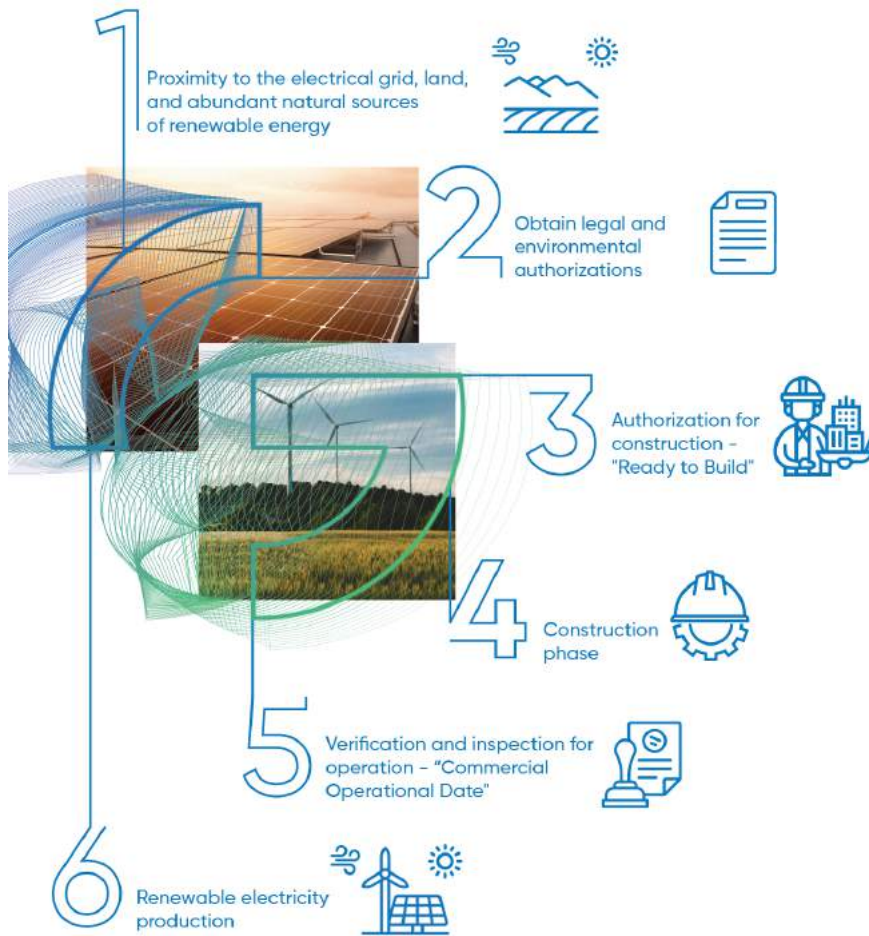 1
Proximity to the electrical grid, land,
and abundant natural sources
of renewable energy
2
Obtain legal and
environmental
authorizations
3
Authorization for
construction -
"Ready to Build"
4
Construction
phase
5
Verification and inspection for
operation - “Commercial
Operational Date"
6
Renewable electricity
production